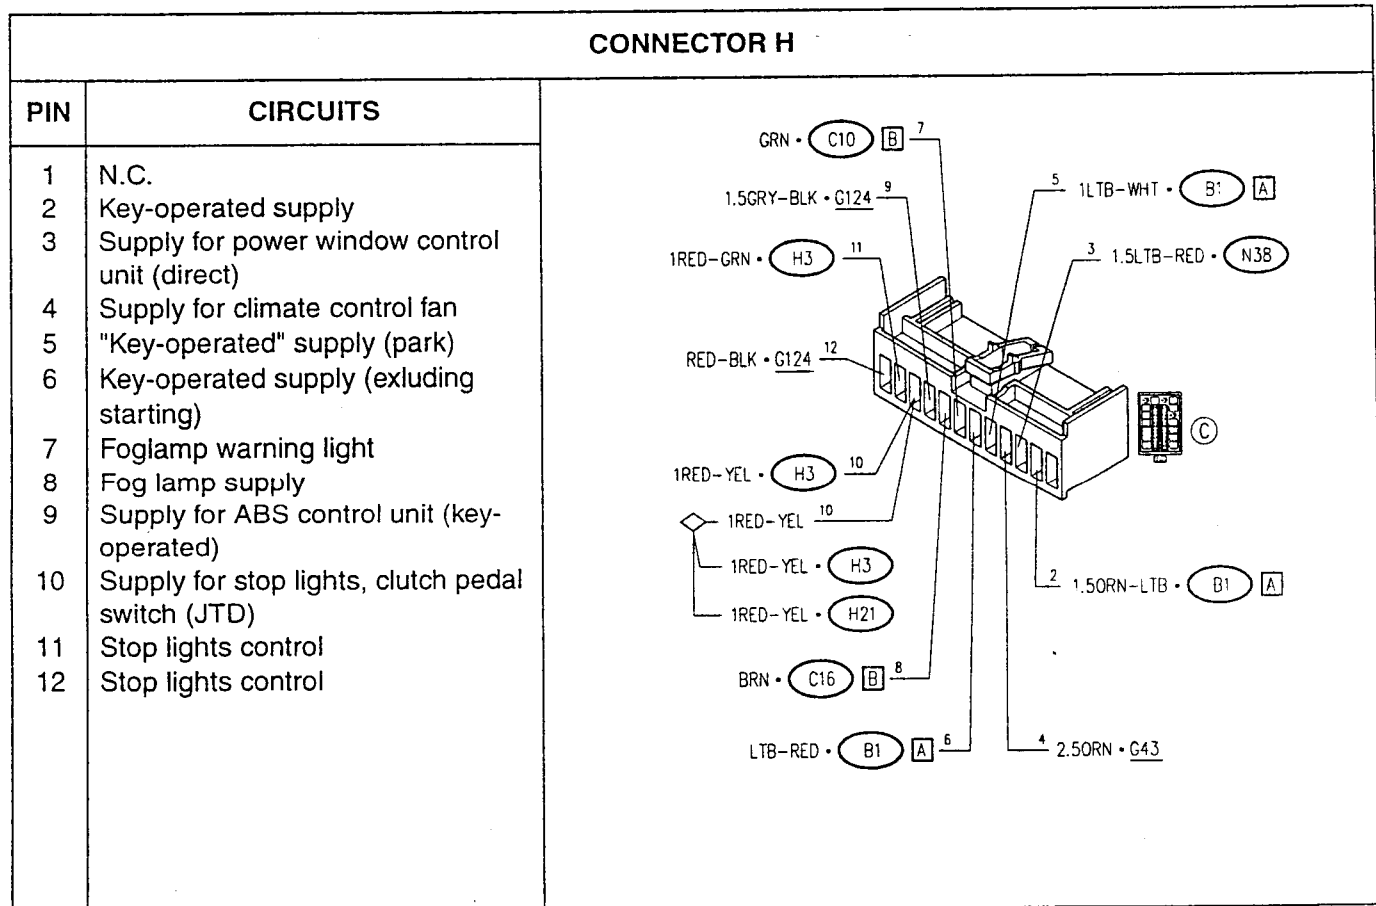 CONNECTOR H
PIN CIRCUITS
1 N.C.
2 Key-operated supply
3 Supply for power window control
unit (direct)
4 Supply for climate control fan
5 "Key-operated" supply (park)
6 Key-operated supply (exluding
starting)
7 Foglamp warning light
8 Fog lamp supply
9 Supply for ABS control unit (key-
operated)
10 Supply for stop lights, clutch pedal
switch (JTD)
11 Stop lights control
12 Stop lights control
GRN • C10 B 7
1.5GRY-BLK • G124 9
1RED-GRN • H3 11
RED-BLK • G124 12
1RED-YEL • H3 10
1RED-YEL 10
1RED-YEL • H3
1RED-YEL • H21
BRN • C16 B 8
LTB-RED • B1 A 6
5 1LTB-WHT • B1 A
3 1.5LTB-RED • N38
C
2 1.5ORN-LTB • B1 A
4 2.5ORN • G43